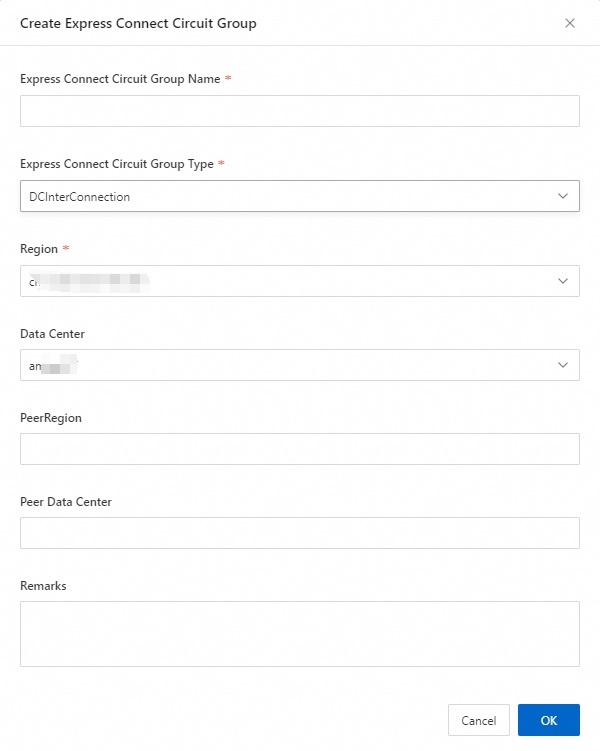 Create Express Connect Circuit Group
Express Connect Circuit Group Name *
Express Connect Circuit Group Type *
DCInterConnection
Region *
Data Center
PeerRegion
Peer Data Center
Remarks
Cancel
OK